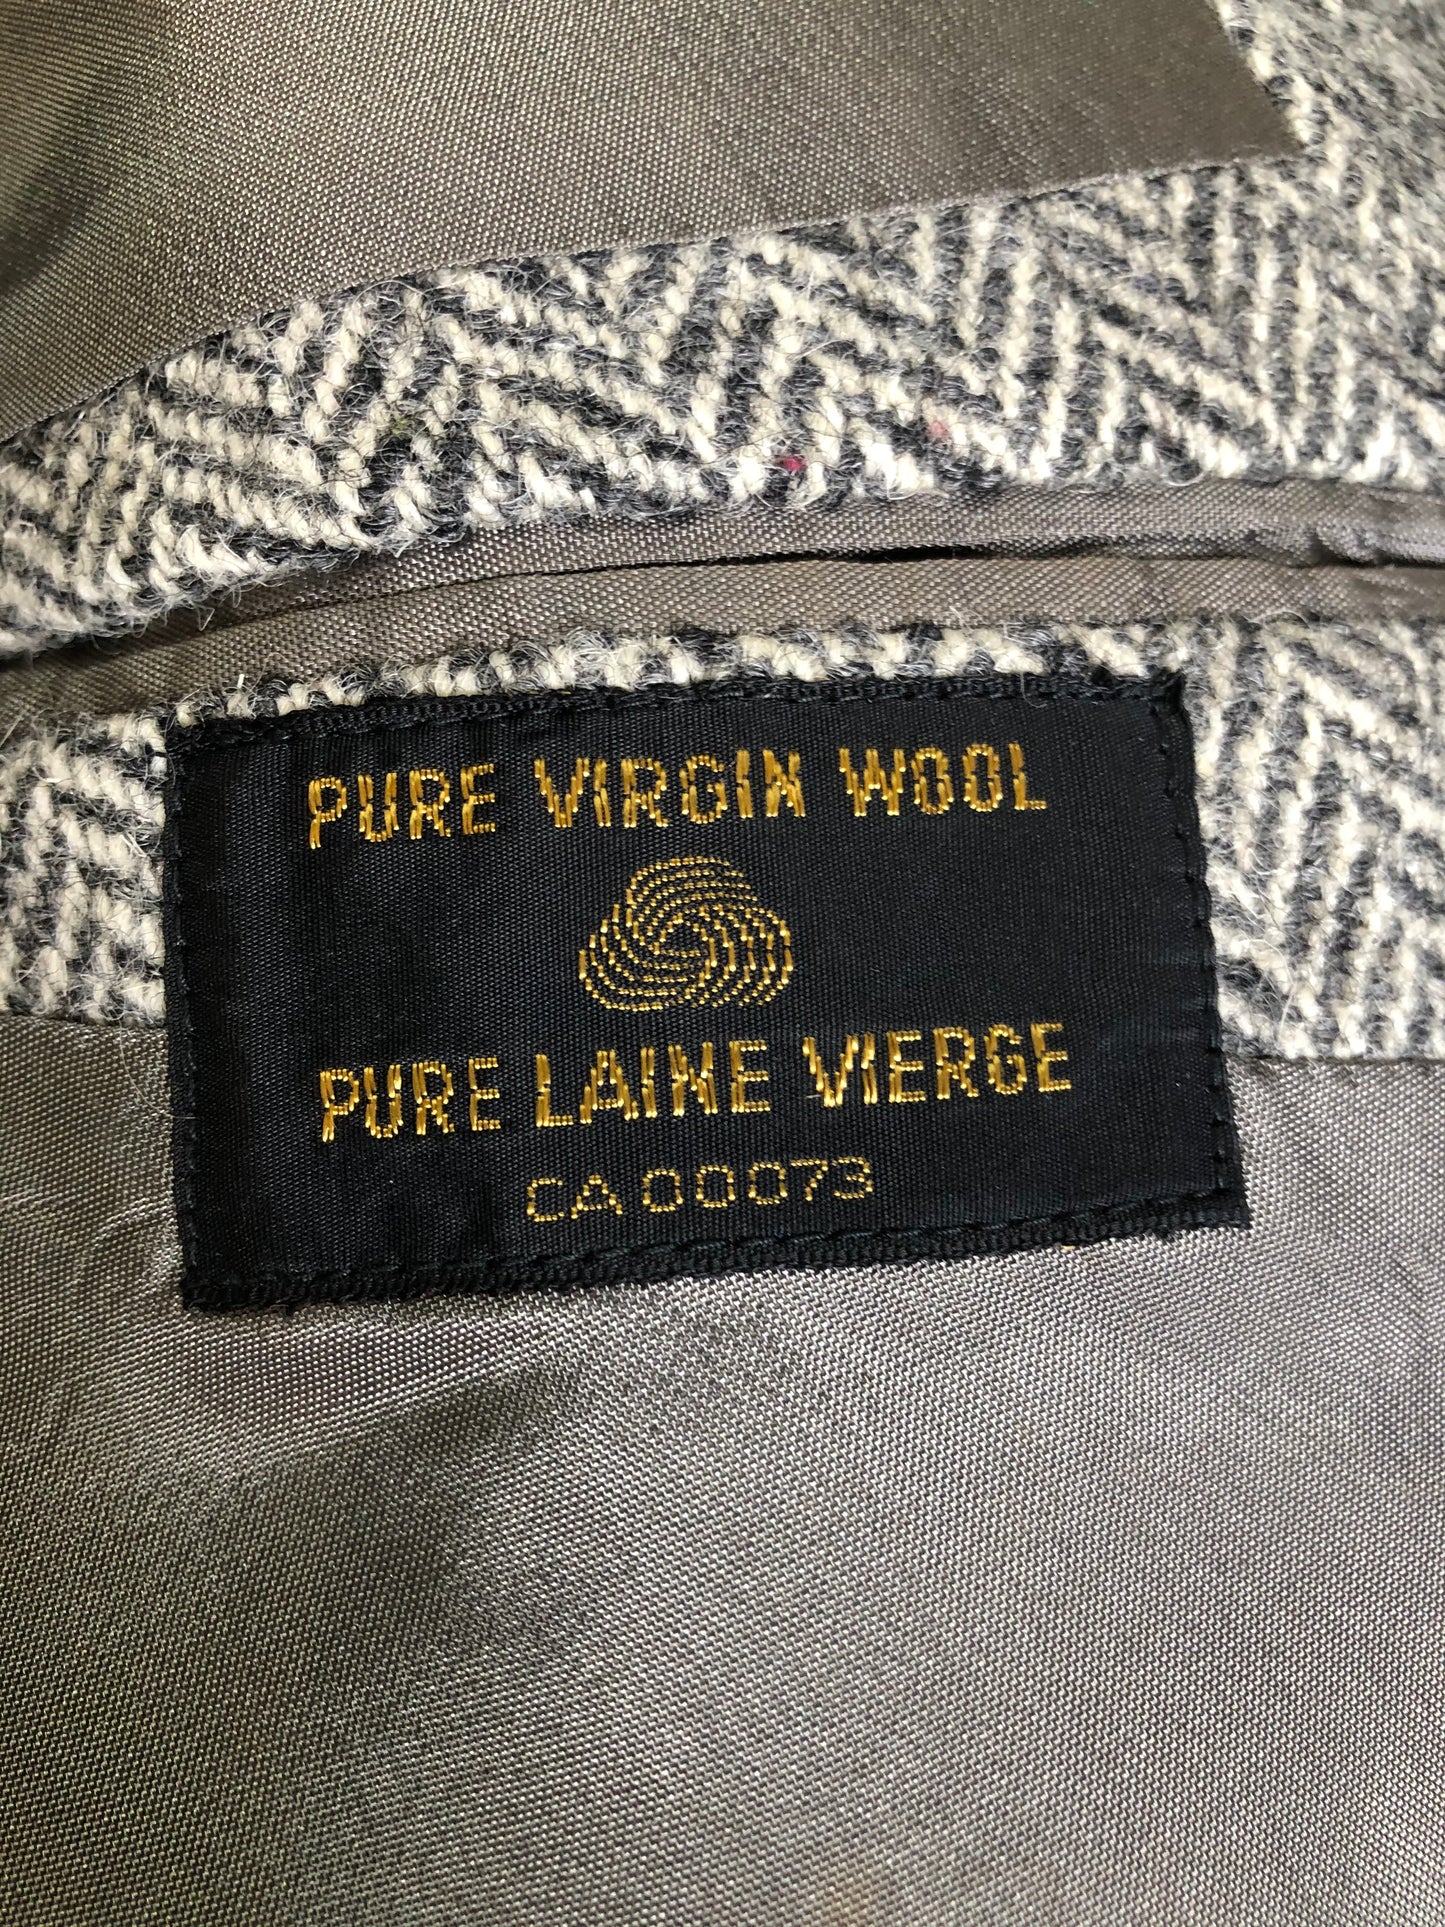 PURE VIRGIN WOOL
PURE LAINE VIERGE
CA 00073